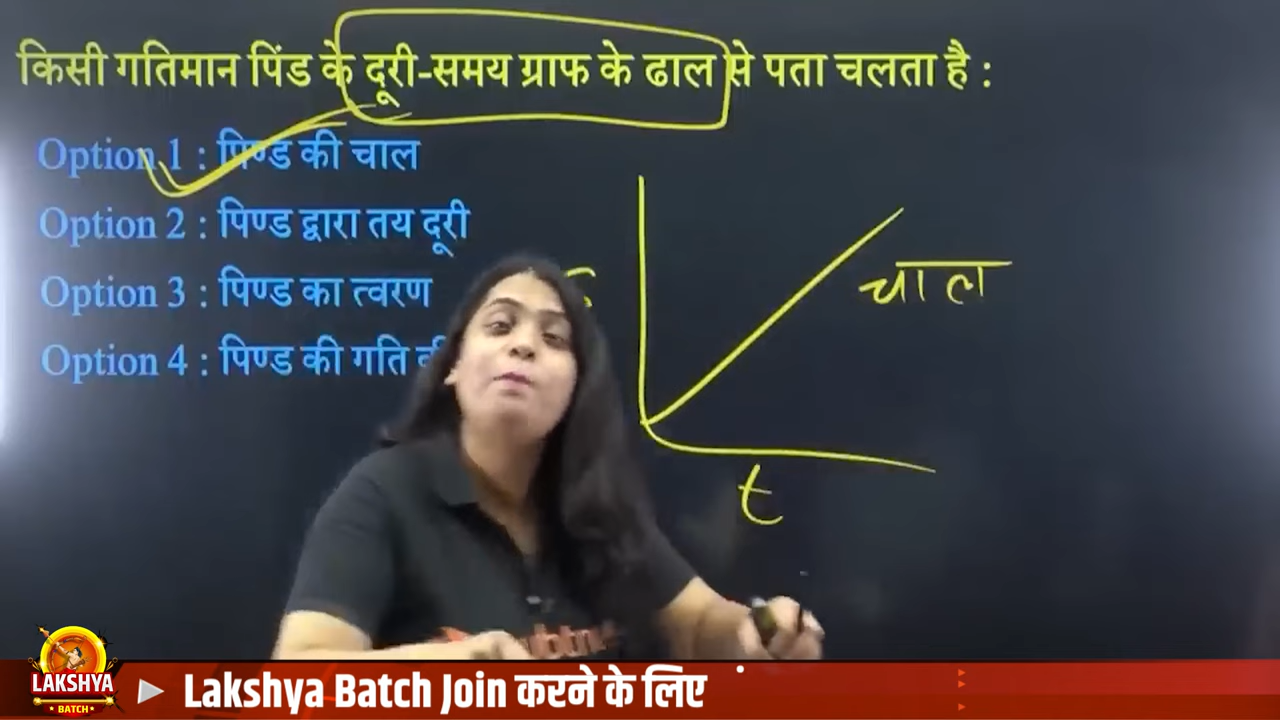 किसी गतिमान पिंड के दूरी-समय ग्राफ के ढाल से पता चलता है :
Option 1 : पिण्ड की चाल
Option 2 : पिण्ड द्वारा तय दूरी
Option 3 : पिण्ड का त्वरण
Option 4 : पिण्ड की गति
चाल
t
LAKSHYA
BATCH
Lakshya Batch Join करने के लिए